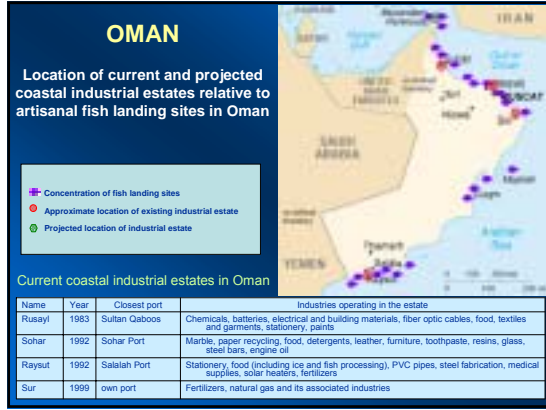 OMAN
Location of current and projected
coastal industrial estates relative to
artisanal fish landing sites in Oman
Concentration of fish landing sites
Approximate location of existing industrial estate
Projected location of industrial estate
IRAN
SAUDI
ARABIA
YEMEN
Current coastal industrial estates in Oman
Name Year Closest port Industries operating in the estate
Rusayl 1983 Sultan Qaboos Chemicals, batteries, electrical and building materials, fiber optic cables, food, textiles
and garments, stationery, paints
Sohar 1992 Sohar Port Marble, paper recycling, food, detergents, leather, furniture, toothpaste, resins, glass,
steel bars, engine oil
Raysut 1992 Salalah Port Stationery, food (including ice and fish processing), PVC pipes, steel fabrication, medical
supplies, solar heaters, fertilizers
Sur 1999 own port Fertilizers, natural gas and its associated industries